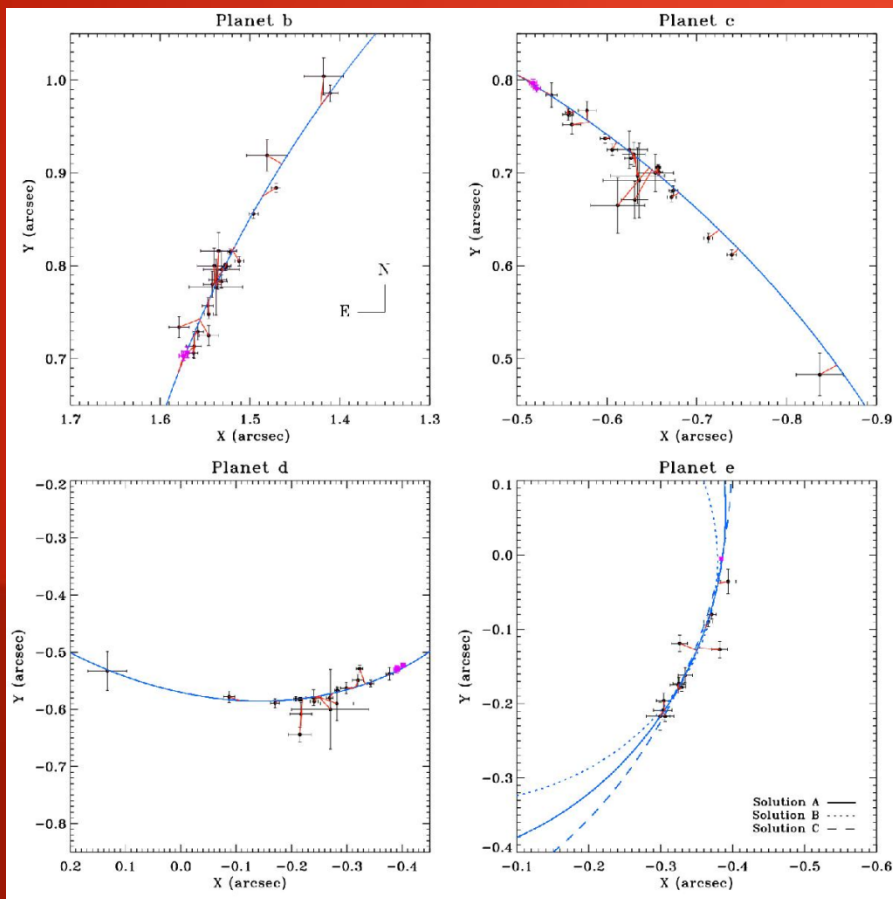 Planet b
Planet c
Y (arcsec)
1.0
0.9
0.8
0.7
N
E
1.7
1.6
1.5
1.4
1.3
X (arcsec)
Y (arcsec)
0.8
0.7
0.6
0.5
-0.5
-0.6
-0.7
-0.8
-0.9
X (arcsec)
Planet d
Planet e
Y (arcsec)
-0.2
-0.3
-0.4
-0.5
-0.6
-0.7
-0.8
0.2
0.1
0.0
-0.1
-0.2
-0.3
-0.4
X (arcsec)
Y (arcsec)
0.1
0.0
-0.1
-0.2
-0.3
-0.4
Solution A
Solution B
Solution C
-0.1
-0.2
-0.3
-0.4
-0.5
-0.6
X (arcsec)